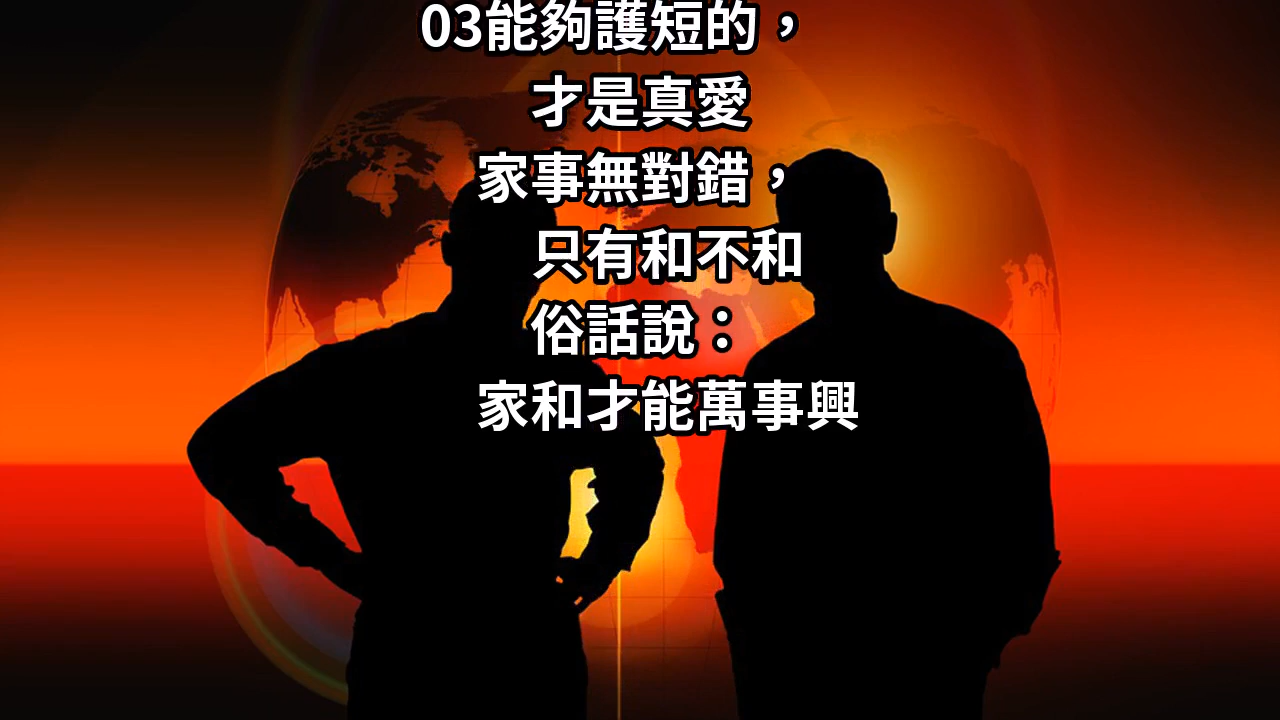 03能夠護短的，
才是真愛
家事無對錯，
只有和不和
俗話說：
家和才能萬事興